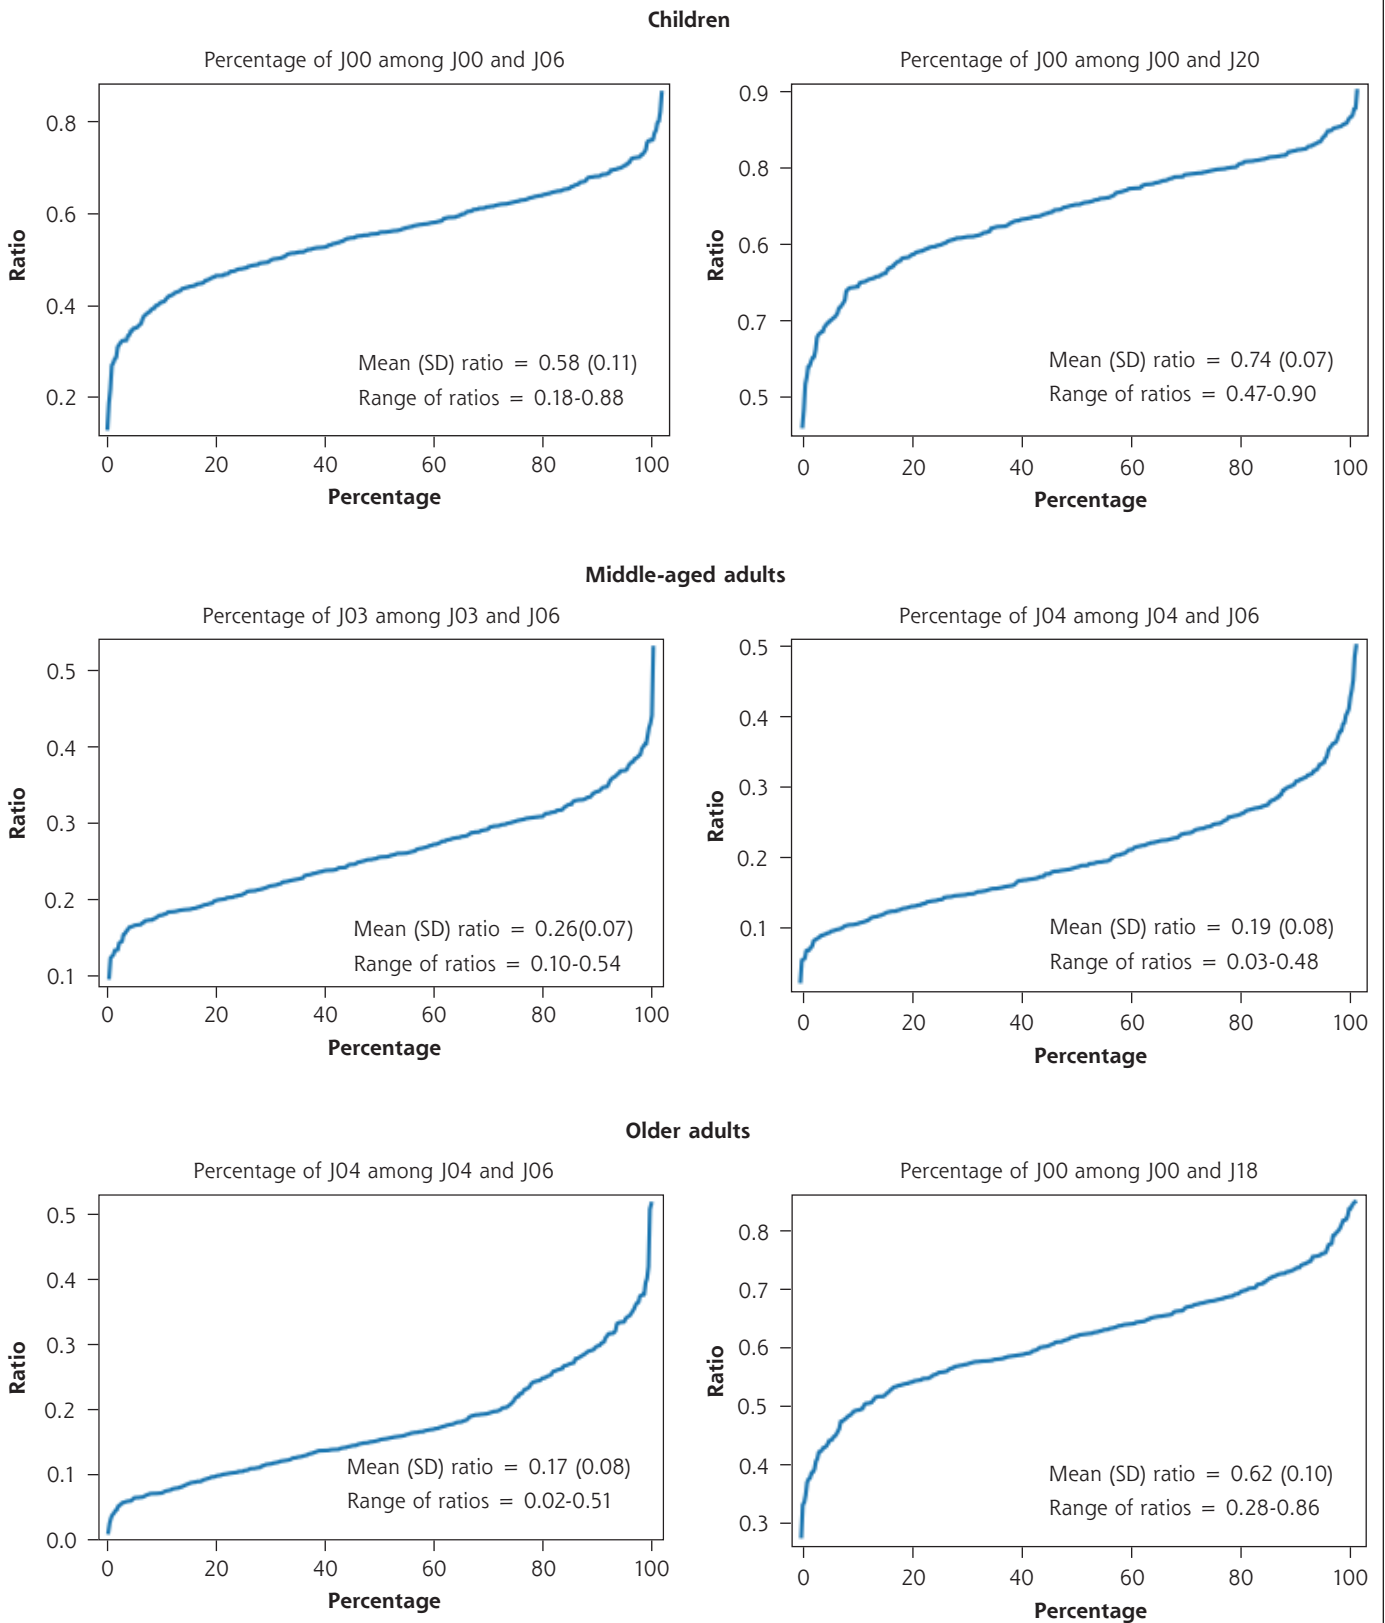 Children
Percentage of J00 among J00 and J06
Ratio
0.8
0.6
0.4
0.2
Mean (SD) ratio = 0.58 (0.11)
Range of ratios = 0.18-0.88
0 20 40 60 80 100
Percentage
Percentage of J00 among J00 and J20
Ratio
0.9
0.8
0.6
0.7
0.5
Mean (SD) ratio = 0.74 (0.07)
Range of ratios = 0.47-0.90
0 20 40 60 80 100
Percentage
Middle-aged adults
Percentage of J03 among J03 and J06
Ratio
0.5
0.4
0.3
0.2
0.1
Mean (SD) ratio = 0.26(0.07)
Range of ratios = 0.10-0.54
0 20 40 60 80 100
Percentage
Percentage of J04 among J04 and J06
Ratio
0.5
0.4
0.3
0.2
0.1
Mean (SD) ratio = 0.19 (0.08)
Range of ratios = 0.03-0.48
0 20 40 60 80 100
Percentage
Older adults
Percentage of J04 among J04 and J06
Ratio
0.5
0.4
0.3
0.2
0.1
0.0
Mean (SD) ratio = 0.17 (0.08)
Range of ratios = 0.02-0.51
0 20 40 60 80 100
Percentage
Percentage of J00 among J00 and J18
Ratio
0.8
0.7
0.6
0.5
0.4
0.3
Mean (SD) ratio = 0.62 (0.10)
Range of ratios = 0.28-0.86
0 20 40 60 80 100
Percentage